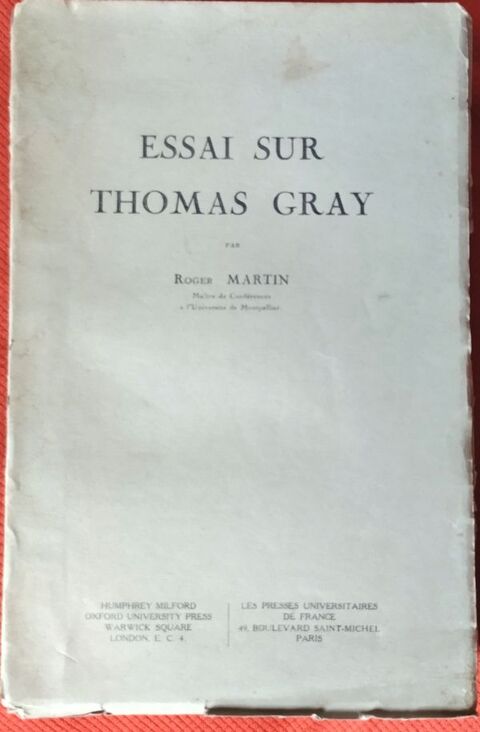 ESSAI SUR
THOMAS GRAY
PAR
ROGER MARTIN
Maître de Conférences
à l'Université de Montpellier
HUMPHREY MILFORD
OXFORD UNIVERSITY PRESS
WARWICK SQUARE
LONDON, E. C. 4.
LES PRESSES UNIVERSITAIRES
DE FRANCE
49, BOULEVARD SAINT-MICHEL
PARIS